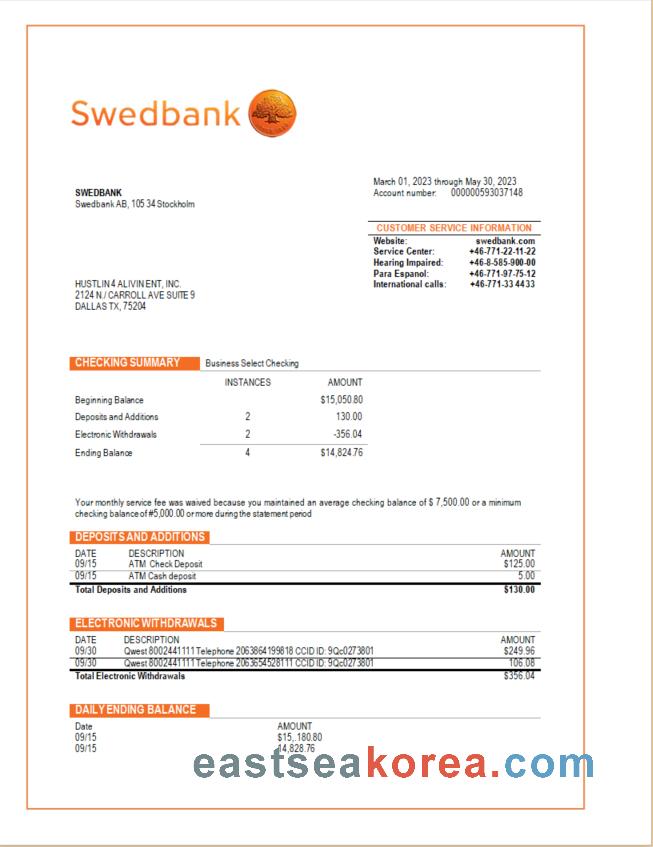 Swedbank
March 01, 2023 through May 30, 2023
SWEDBANK
Account number: 000000593037148
Swedbank AB, 105 34 Stockholm
CUSTOMER SERVICE INFORMATION
Website: swedbank.com
Service Center: +46-771-22-11-22
Hearing Impaired: +46-8-585-900-00
Para Espanol: +46-771-97-75-12
International calls: +46-771-33 44 33
HUSTLIN 4 ALIVIN ENT, INC.
2124 N./ CARROLL AVE SUITE 9
DALLAS TX, 75204
CHECKING SUMMARY Business Select Checking
INSTANCES AMOUNT
Beginning Balance $15,050.80
Deposits and Additions 2 130.00
Electronic Withdrawals 2 -356.04
Ending Balance 4 $14,824.76
Your monthly service fee was waived because you maintained an average checking balance of $ 7,500.00 or a minimum
checking balance of #5,000.00 or more during the statement period
DEPOSITS AND ADDITIONS
DATE DESCRIPTION AMOUNT
09/15 ATM Check Deposit $125.00
09/15 ATM Cash deposit 5.00
Total Deposits and Additions $130.00
ELECTRONIC WITHDRAWALS
DATE DESCRIPTION AMOUNT
09/30 Qwest 8002441111 Telephone 2063864199818 CCID ID: 9Qc0273801 $249.96
09/30 Qwest 8002441111 Telephone 2063654528111 CCID ID: 9Qc0273801 106.08
Total Electronic Withdrawals $356.04
DAILY ENDING BALANCE
Date AMOUNT
09/15 $15,.180.80
09/15 14,828.76
eastseakorea.com